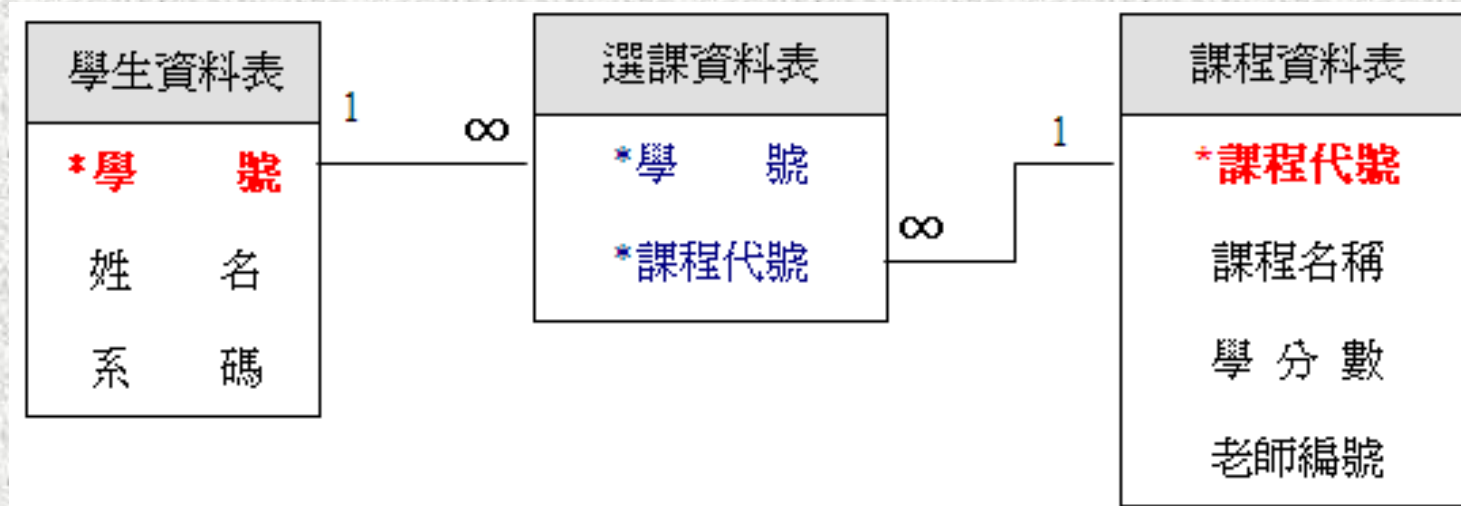 學生資料表
*學 號
姓 名
系 碼
1
∞
選課資料表
*學 號
*課程代號
∞
1
課程資料表
*課程代號
課程名稱
學 分 數
老師編號